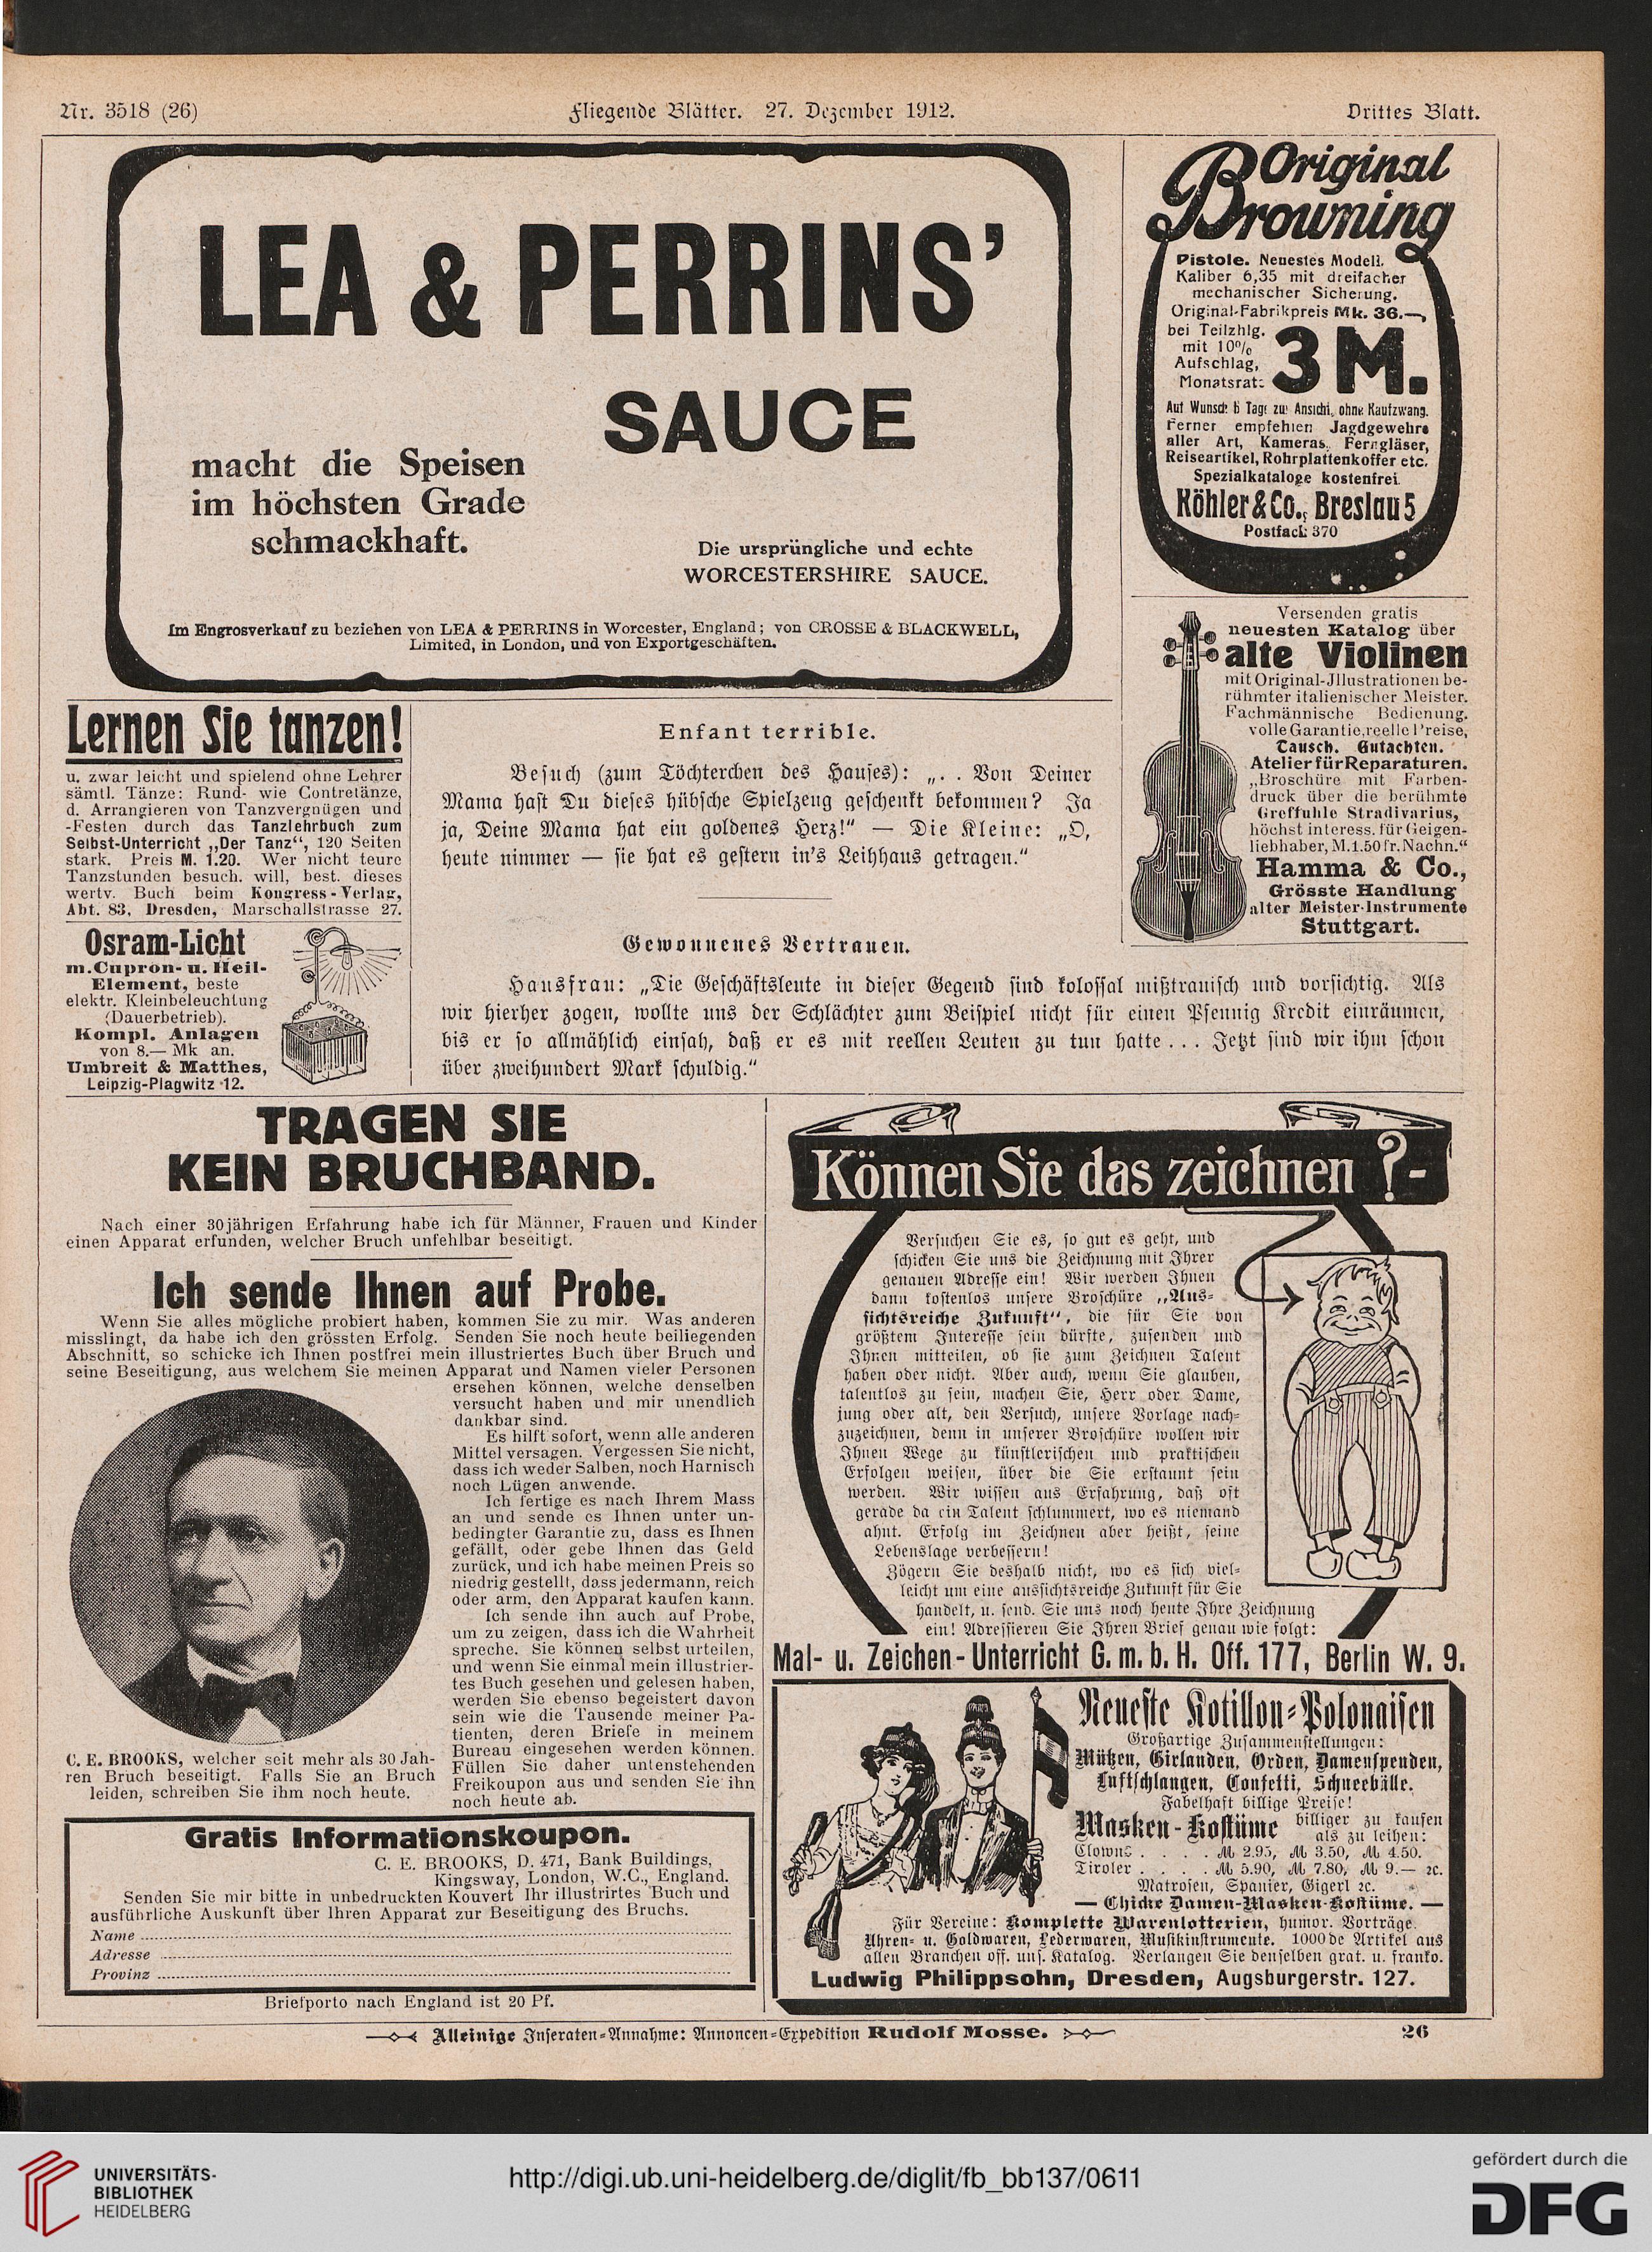 Nr. 3518 (26)
Fliegende Blätter. 27. Dezember 1912.
Drittes Blatt.
LEA & PERRINS'
SAUCE
macht die Speisen
im höchsten Grade
schmackhaft.
Die ursprüngliche und echte
WORCESTERSHIRE SAUCE.
Im Engrosverkauf zu beziehen von LEA & PERRINS in Worcester, England; von CROSSE & BLACKWELL,
Limited, in London, und von Exportgeschäften.
Original
Browning
Pistole. Neuestes Modell.
Kaliber 6,35 mit dreifacher
mechanischer Sicherung.
Original-Fabrikpreis Mk. 36.—,
bei Teilzhlg.
mit 10%
Aufschlag,
Monatsrate
3 M.
Auf Wunsch 6 Tage zur Ansicht, ohne Kaufzwang.
Ferner empfehlen Jagdgewehre
aller Art, Kameras, Ferngläser,
Reiseartikel, Rohrplattenkoffer etc.
Spezialkataloge kostenfrei
Köhler & Co., Breslau 5
Postfach 370
Versenden gratis
neuesten Katalog über
alte Violinen
mit Original-Jllustrationen be-
rühmter italienischer Meister.
Fachmännische Bedienung,
volle Garantie, reelle Preise,
Tausch. Gutachten.
Atelier für Reparaturen.
„Broschüre mit Farben-
druck über die berühmte
Greffuhle Stradivarius,
höchst interess. für Geigen-
liebhaber, M. 1.50 fr. Nachn.“
Hamma & Co.,
Grösste Handlung
alter Meister-Instrumente
Stuttgart.
Lernen Sie tanzen!
u. zwar leicht und spielend ohne Lehrer
sämtl. Tänze: Rund- wie Contretänze,
d. Arrangieren von Tanzvergnügen und
-Festen durch das Tanzlehrbuch zum
Selbst-Unterricht „Der Tanz“, 120 Seiten
stark. Preis M. 1.20. Wer nicht teure
Tanzstunden besuch. will, best. dieses
wertv. Buch beim Kongress-Verlag,
Abt. 83, Dresden, Marschallstrasse 27.
Osram-Licht
m. Cupron- u. Heil-
Element, beste
elektr. Kleinbeleuchtung
(Dauerbetrieb).
Kompl. Anlagen
von 8.— Mk an.
Umbreit & Matthes,
Leipzig-Plagwitz 12.
Enfant terrible.
Besuch (zum Töchterchen des Hauses): „. . Von Deiner
Mama hast Du dieses hübsche Spielzeug geschenkt bekommen? Ja
ja, Deine Mama hat ein goldenes Herz!“ — Die Kleine: „O,
heute nimmer — sie hat es gestern in's Leihhaus getragen.“
Gewonnenes Vertrauen.
Hausfrau: „Die Geschäftsleute in dieser Gegend sind kolossal mißtrauisch und vorsichtig. Als
wir hierher zogen, wollte uns der Schlächter zum Beispiel nicht für einen Pfennig Kredit einräumen,
bis er so allmählich einsah, daß er es mit reellen Leuten zu tun hatte ... Jetzt sind wir ihm schon
über zweihundert Mark schuldig.“
TRAGEN SIE
KEIN BRUCHBAND.
Nach einer 30jährigen Erfahrung habe ich für Männer, Frauen und Kinder
einen Apparat erfunden, welcher Bruch unfehlbar beseitigt.
Ich sende Ihnen auf Probe.
Wenn Sie alles mögliche probiert haben, kommen Sie zu mir. Was anderen
misslingt, da habe ich den grössten Erfolg. Senden Sie noch heute beiliegenden
Abschnitt, so schicke ich Ihnen postfrei mein illustriertes Buch über Bruch und
seine Beseitigung, aus welchem Sie meinen Apparat und Namen vieler Personen
ersehen können, welche denselben
versucht haben und mir unendlich
dankbar sind.
Es hilft sofort, wenn alle anderen
Mittel versagen. Vergessen Sie nicht,
dass ich weder Salben, noch Harnisch
noch Lügen anwende.
Ich fertige es nach Ihrem Mass
an und sende es Ihnen unter un-
bedingter Garantie zu, dass es Ihnen
gefällt, oder gebe Ihnen das Geld
zurück, und ich habe meinen Preis so
niedrig gestellt, dass jedermann, reich
oder arm, den Apparat kaufen kann.
Ich sende ihn auch auf Probe,
um zu zeigen, dass ich die Wahrheit
spreche. Sie können selbst urteilen,
und wenn Sie einmal mein illustrier-
tes Buch gesehen und gelesen haben,
werden Sie ebenso begeistert davon
sein wie die Tausende meiner Pa-
tienten, deren Briefe in meinem
Bureau eingesehen werden können.
Füllen Sie daher untenstehenden
Freikoupon aus und senden Sie ihn
noch heute ab.
C. E. BROOKS, welcher seit mehr als 30 Jah-
ren Bruch beseitigt. Falls Sie an Bruch
leiden, schreiben Sie ihm noch heute.
Gratis Informationskoupon.
C. E. BROOKS, D. 471, Bank Buildings,
Kingsway, London, W.C., England.
Senden Sie mir bitte in unbedruckten Kouvert Ihr illustrirtes Buch und
ausführliche Auskunft über Ihren Apparat zur Beseitigung des Bruchs.
Name
Adresse
Provinz
Briefporto nach England ist 20 Pf.
Können Sie das zeichnen ?-
Versuchen Sie es, so gut es geht, und
schicken Sie uns die Zeichnung mit Ihrer
genauen Adresse ein! Wir werden Ihnen
dann kostenlos unsere Broschüre „Aus-
sichtsreiche Zukunft“, die für Sie von
größtem Interesse sein dürfte, zusenden und
Ihnen mitteilen, ob sie zum Zeichnen Talent
haben oder nicht. Aber auch, wenn Sie glauben,
talentlos zu sein, machen Sie, Herr oder Dame,
jung oder alt, den Versuch, unsere Vorlage nach-
zuzeichnen, denn in unserer Broschüre wollen wir
Ihnen Wege zu künstlerischen und praktischen
Erfolgen weisen, über die Sie erstaunt sein
werden. Wir wissen aus Erfahrung, daß oft
gerade da ein Talent schlummert, wo es niemand
ahnt. Erfolg im Zeichnen aber heißt, seine
Lebenslage verbessern!
Zögern Sie deshalb nicht, wo es sich viel-
leicht um eine aussichtsreiche Zukunft für Sie
handelt, u. send. Sie uns noch heute Ihre Zeichnung
ein! Adressieren Sie Ihren Brief genau wie folgt:
Mal- u. Zeichen-Unterricht G. m. b. H. Off. 177, Berlin W. 9.
Neueste Kotillon-Polonaisen
Großartige Zusammenstellungen:
Mützen, Girlanden, Orden, Damenspenden,
Luftschlangen, Confetti, Schneebälle.
Fabelhaft billige Preise!
Masken-Kostüme billiger zu kaufen
als zu leihen:
Clowns . . . . ℳ 2.95, ℳ 3.50, ℳ 4.50.
Tiroler . . . . ℳ 5.90, ℳ 7.80, ℳ 9.— ꝛc.
Matrosen, Spanier, Gigerl ꝛc.
— Chicke Damen-Masken-Kostüme. —
Für Vereine: Komplette Warenlotterien, humor. Vorträge.
Uhren- u. Goldwaren, Lederwaren, Musikinstrumente. 1000de Artikel aus
allen Branchen off. uns. Katalog. Verlangen Sie denselben grat. u. franko.
Ludwig Philippsohn, Dresden, Augsburgerstr. 127.
Alleinige Inseraten-Annahme: Annoncen-Expedition Rudolf Mosse.
26
UNIVERSITÄTS-
BIBLIOTHEK
HEIDELBERG
http://digi.ub.uni-heidelberg.de/diglit/fb_bb137/0611
gefördert durch die
DFG